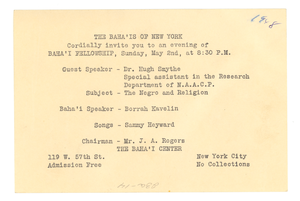 THE BAHA'IS OF NEW YORK
Cordially invite you to an evening of
BAHA'I FELLOWSHIP, Sunday, May 2nd, at 8:30 P.M.
Guest Speaker - Dr. Hugh Smythe
Special assistant in the Research
Department of N.A.A.C.P.
Subject - The Negro and Religion
Baha'i Speaker - Borrah Kavelin
Songs - Sammy Heyward
Chairman - Mr. J. A. Rogers
THE BAHA'I CENTER
119 W. 57th St. New York City
Admission Free No Collections